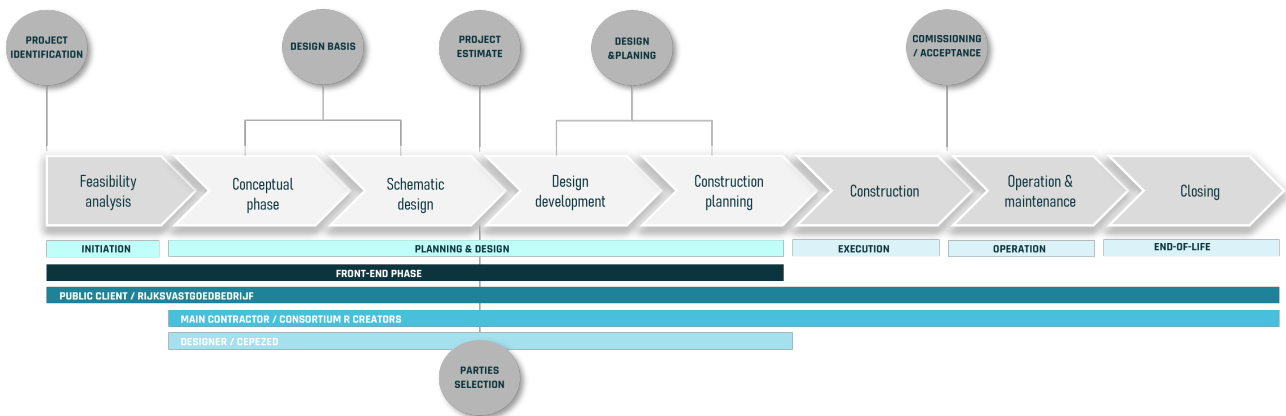 PROJECT
IDENTIFICATION
DESIGN BASIS
PROJECT
ESTIMATE
DESIGN
&PLANING
COMISSIONING
/ ACCEPTANCE
Feasibility
analysis
Conceptual
phase
Schematic
design
Design
development
Construction
planning
Construction
Operation &
maintenance
Closing
INITIATION
PLANNING & DESIGN
EXECUTION
OPERATION
END-OF-LIFE
FRONT-END PHASE
PUBLIC CLIENT / RIJKSVASTGOEDBEDRIJF
MAIN CONTRACTOR / CONSORTIUM R CREATORS
DESIGNER / CEPEZED
PARTIES
SELECTION